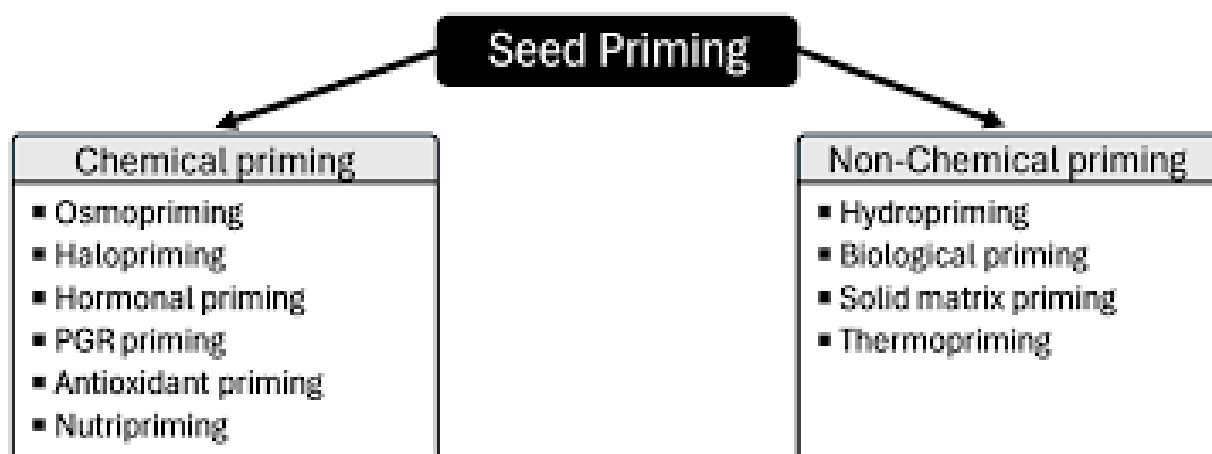 Seed Priming
Chemical priming
▪ Osmopriming
▪ Halopriming
▪ Hormonal priming
▪ PGR priming
▪ Antioxidant priming
▪ Nutripriming
Non-Chemical priming
▪ Hydropriming
▪ Biological priming
▪ Solid matrix priming
▪ Thermopriming